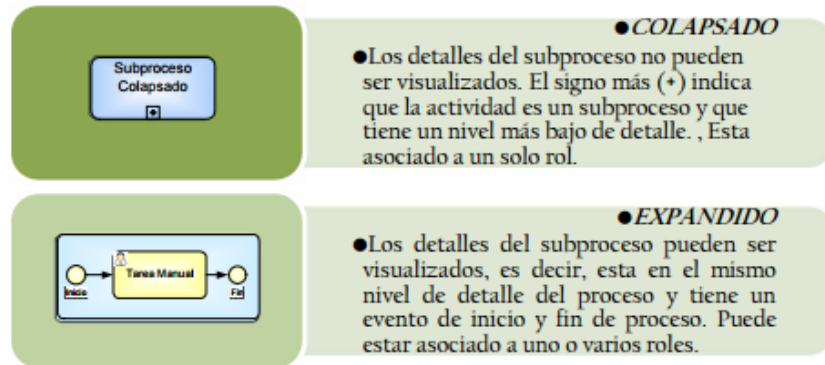 Subproceso
Colapsado
●COLAPSADO
●Los detalles del subproceso no pueden
ser visualizados. El signo más (+) indica
que la actividad es un subproceso y que
tiene un nivel más bajo de detalle. , Esta
asociado a un solo rol.
Inicio
Tarea Manual
Fin
●EXPANDIDO
●Los detalles del subproceso pueden ser
visualizados, es decir, esta en el mismo
nivel de detalle del proceso y tiene un
evento de inicio y fin de proceso. Puede
estar asociado a uno o varios roles.